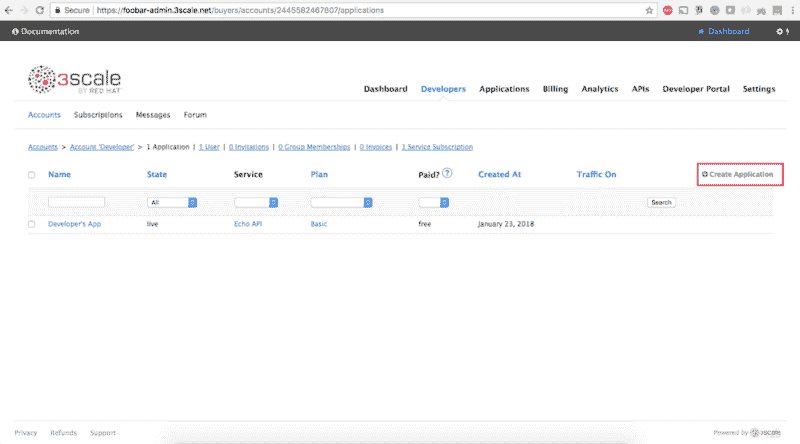 Secure https://foobar-admin.3scale.net/buyers/accounts/2445582467807/applications
Documentation Dashboard
3scale
BY RED HAT
Dashboard Developers Applications Billing Analytics APIs Developer Portal Settings
Accounts Subscriptions Messages Forum
Accounts > Account 'Developer' > 1 Application | 1 User | 0 Invitations | 0 Group Memberships | 0 Invoices | 1 Service Subscription
Name State Service Plan Paid? ? Created At Traffic On Create Application
All Search
Developer's App live Echo API Basic free January 23, 2018
Privacy Refunds Support Powered by 3scale